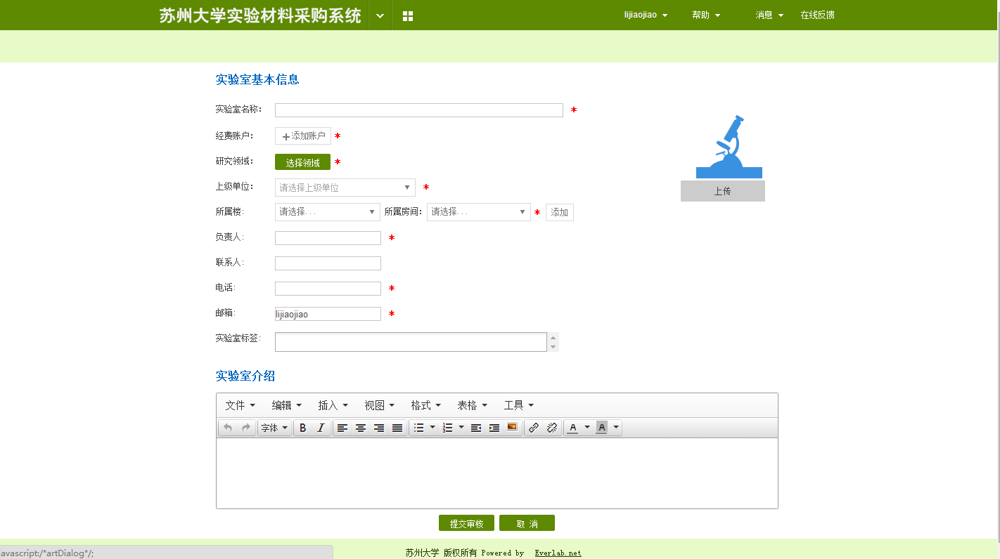 苏州大学实验材料采购系统 lijiaojiao 帮助 消息 在线反馈
实验室基本信息
实验室名称： *
经费账户： +添加账户 *
研究领域： 选择领域 *
上级单位： 请选择上级单位 *
所属楼： 请选择... 所属房间： 请选择... * 添加
负责人： *
联系人：
电话： *
邮箱： lijiaojiao *
实验室标签：
上传
实验室介绍
文件 编辑 插入 视图 格式 表格 工具
字体 B I A A
提交审核 取 消
苏州大学 版权所有 Powered by Everlab.net
javascript:/*artDialog*/;